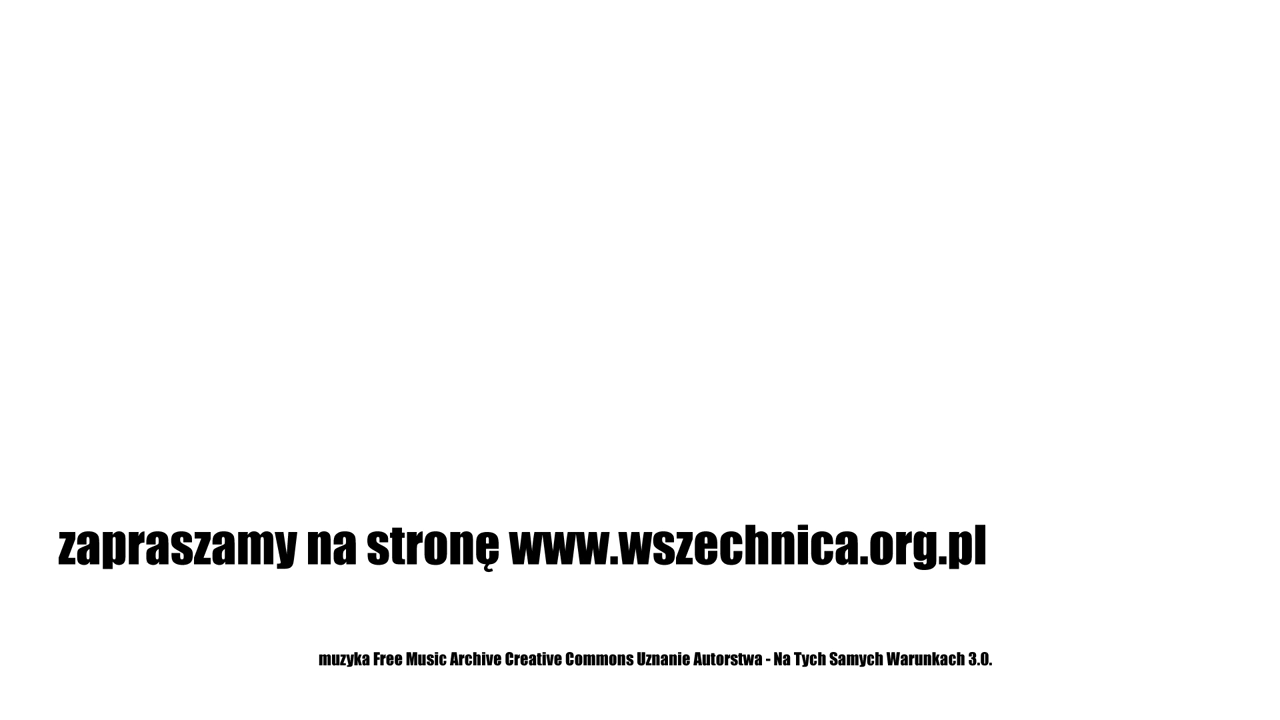 zapraszamy na stronę www.wszechnica.org.pl
muzyka Free Music Archive Creative Commons Uznanie Autorstwa - Na Tych Samych Warunkach 3.0.